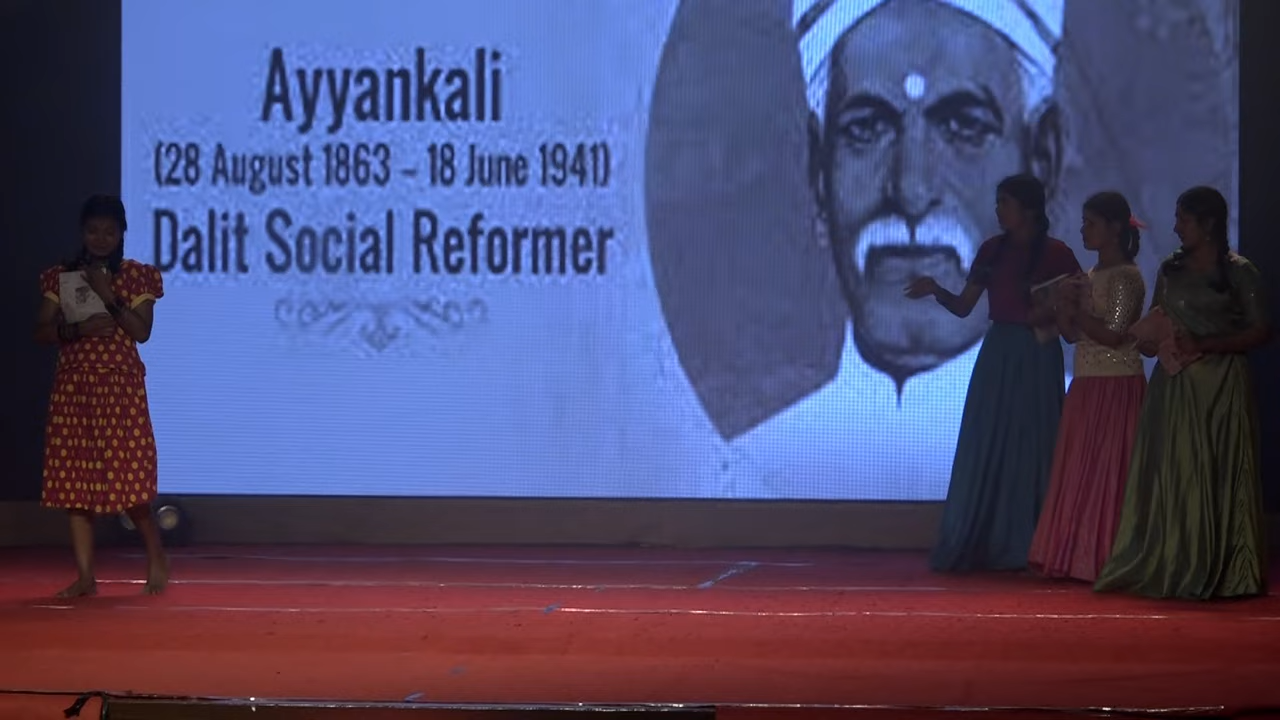 Ayyankali
(28 August 1863 – 18 June 1941)
Dalit Social Reformer